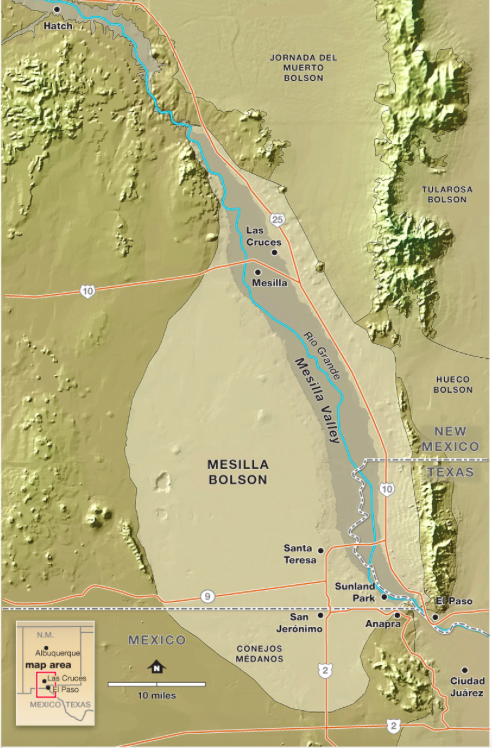 Hatch
JORNADA DEL
MUERTO
BOLSON
TULAROSA
BOLSON
25
Las
Cruces
10
Mesilla
Rio Grande
Mesilla Valley
HUECO
BOLSON
NEW
MEXICO
TEXAS
MESILLA
BOLSON
10
Santa
Teresa
Sunland
Park
9
El Paso
San
Jerónimo
Anapra
MEXICO
CONEJOS
MÉDANOS
N
10 miles
2
Ciudad
Juárez
2
N.M.
Albuquerque
map area
Las Cruces
El Paso
MEXICO
TEXAS